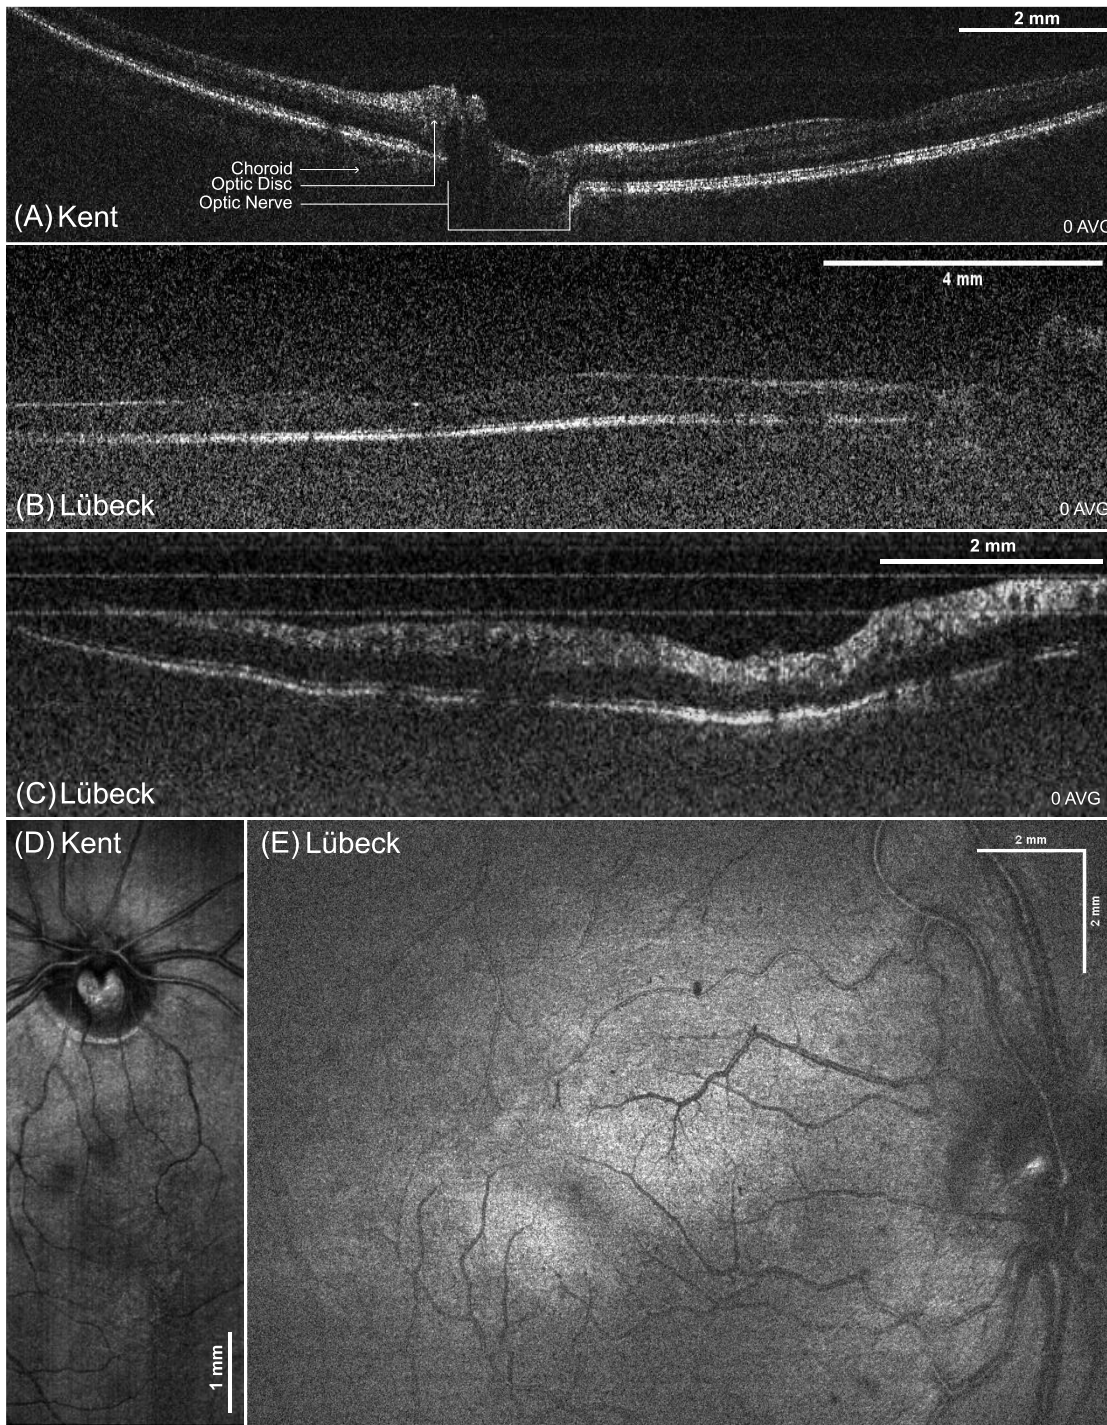 2 mm
Choroid
Optic Disc
Optic Nerve
(A) Kent
0 AVG
4 mm
(B) Lübeck
0 AVG
2 mm
(C) Lübeck
0 AVG
(D) Kent
1 mm
(E) Lübeck
2 mm
2 mm